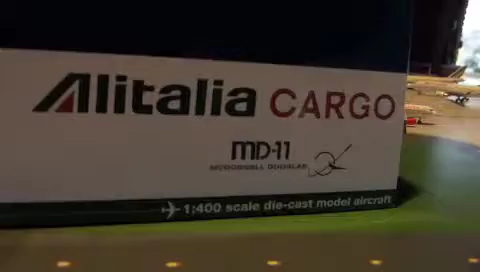 Alitalia CARGO
MD-11
MCDONNELL DOUGLAS
1:400 scale die-cast model aircraft